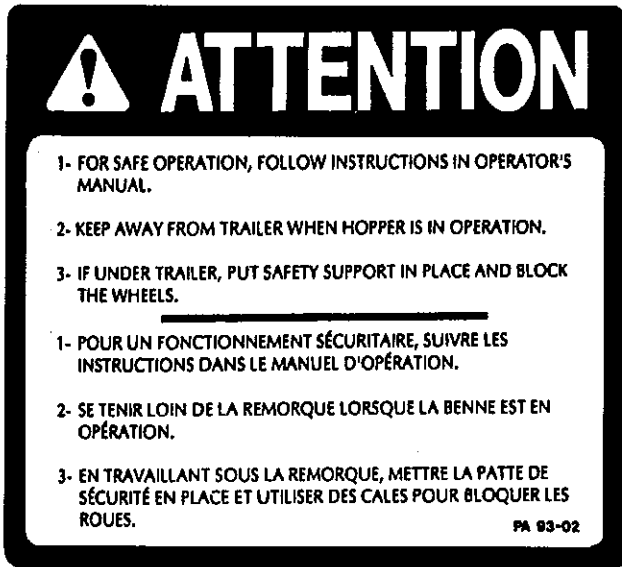 ATTENTION
1- FOR SAFE OPERATION, FOLLOW INSTRUCTIONS IN OPERATOR'S
MANUAL.
2- KEEP AWAY FROM TRAILER WHEN HOPPER IS IN OPERATION.
3- IF UNDER TRAILER, PUT SAFETY SUPPORT IN PLACE AND BLOCK
THE WHEELS.
1- POUR UN FONCTIONNEMENT SÉCURITAIRE, SUIVRE LES
INSTRUCTIONS DANS LE MANUEL D'OPÉRATION.
2- SE TENIR LOIN DE LA REMORQUE LORSQUE LA BENNE EST EN
OPÉRATION.
3- EN TRAVAILLANT SOUS LA REMORQUE, METTRE LA PATTE DE
SÉCURITÉ EN PLACE ET UTILISER DES CALES POUR BLOQUER LES
ROUES.
PA 93-02